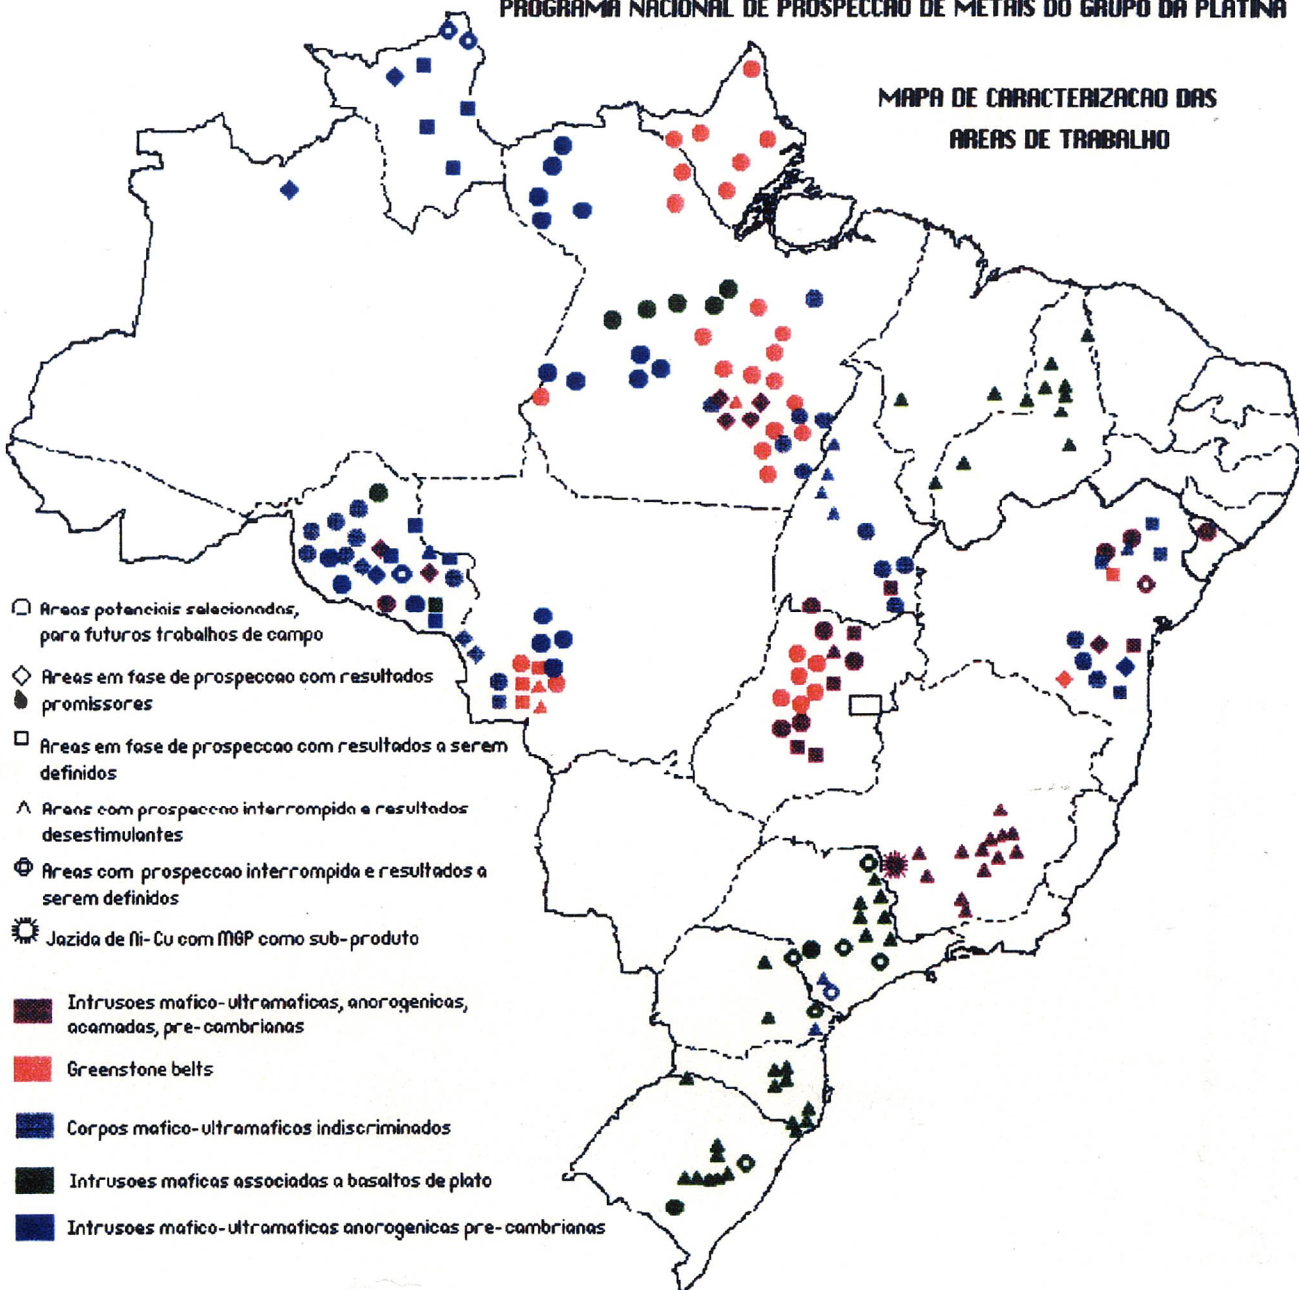 PROGRAMA NACIONAL DE PROSPECCAO DE METAIS DO GRUPO DA PLATINA
MAPA DE CARACTERIZACAO DAS
AREAS DE TRABALHO
Areas potenciais selecionadas,
para futuros trabalhos de campo
Areas em fase de prospeccao com resultados
promissores
Areas em fase de prospeccao com resultados a serem
definidos
Areas com prospeccao interrompida e resultados
desestimulantes
Areas com prospeccao interrompida e resultados a
serem definidos
Jazida de Ni-Cu com MGP como sub-produto
Intrusoes mafico-ultramaficas, anorogenicas,
acamadas, pre-cambrianas
Greenstone belts
Corpos mafico-ultramaficos indiscriminados
Intrusoes maficas associadas a basaltos de plato
Intrusoes mafico-ultramaficas anorogenicas pre-cambrianas